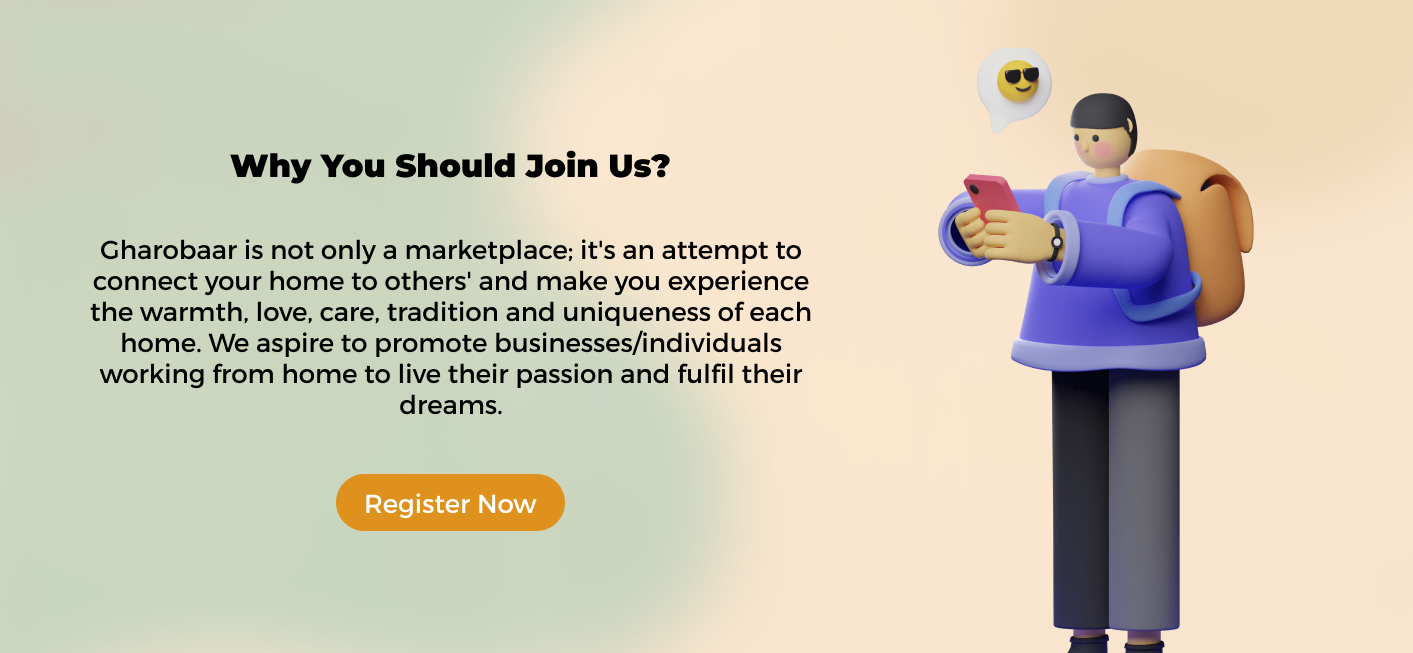 Why You Should Join Us?
Gharobaar is not only a marketplace; it's an attempt to
connect your home to others' and make you experience
the warmth, love, care, tradition and uniqueness of each
home. We aspire to promote businesses/individuals
working from home to live their passion and fulfil their
dreams.
Register Now